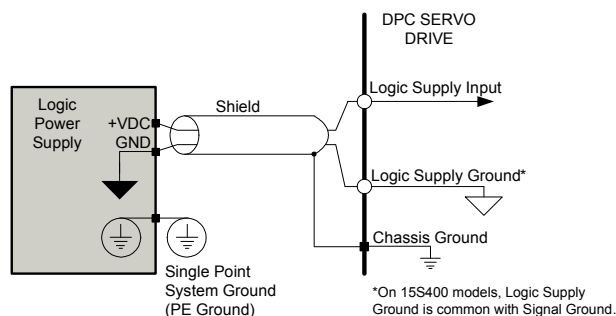 DPC SERVO
DRIVE
Logic Supply Input
Logic
Power
Supply
+VDC
GND
Shield
Logic Supply Ground*
Chassis Ground
Single Point
System Ground
(PE Ground)
*On 15S400 models, Logic Supply
Ground is common with Signal Ground.